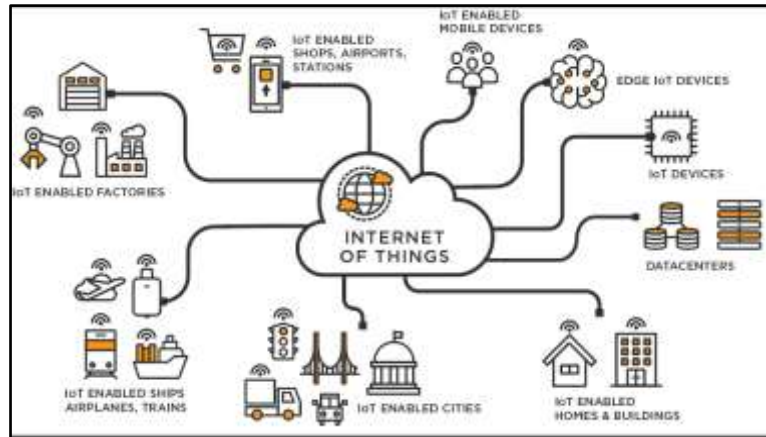 IoT ENABLED
MOBILE DEVICES
IoT ENABLED
SHOPS, AIRPORTS,
STATIONS
EDGE IoT DEVICES
IoT DEVICES
IoT ENABLED FACTORIES
INTERNET
OF THINGS
DATACENTERS
IoT ENABLED SHIPS
AIRPLANES, TRAINS
IoT ENABLED CITIES
IoT ENABLED
HOMES & BUILDINGS